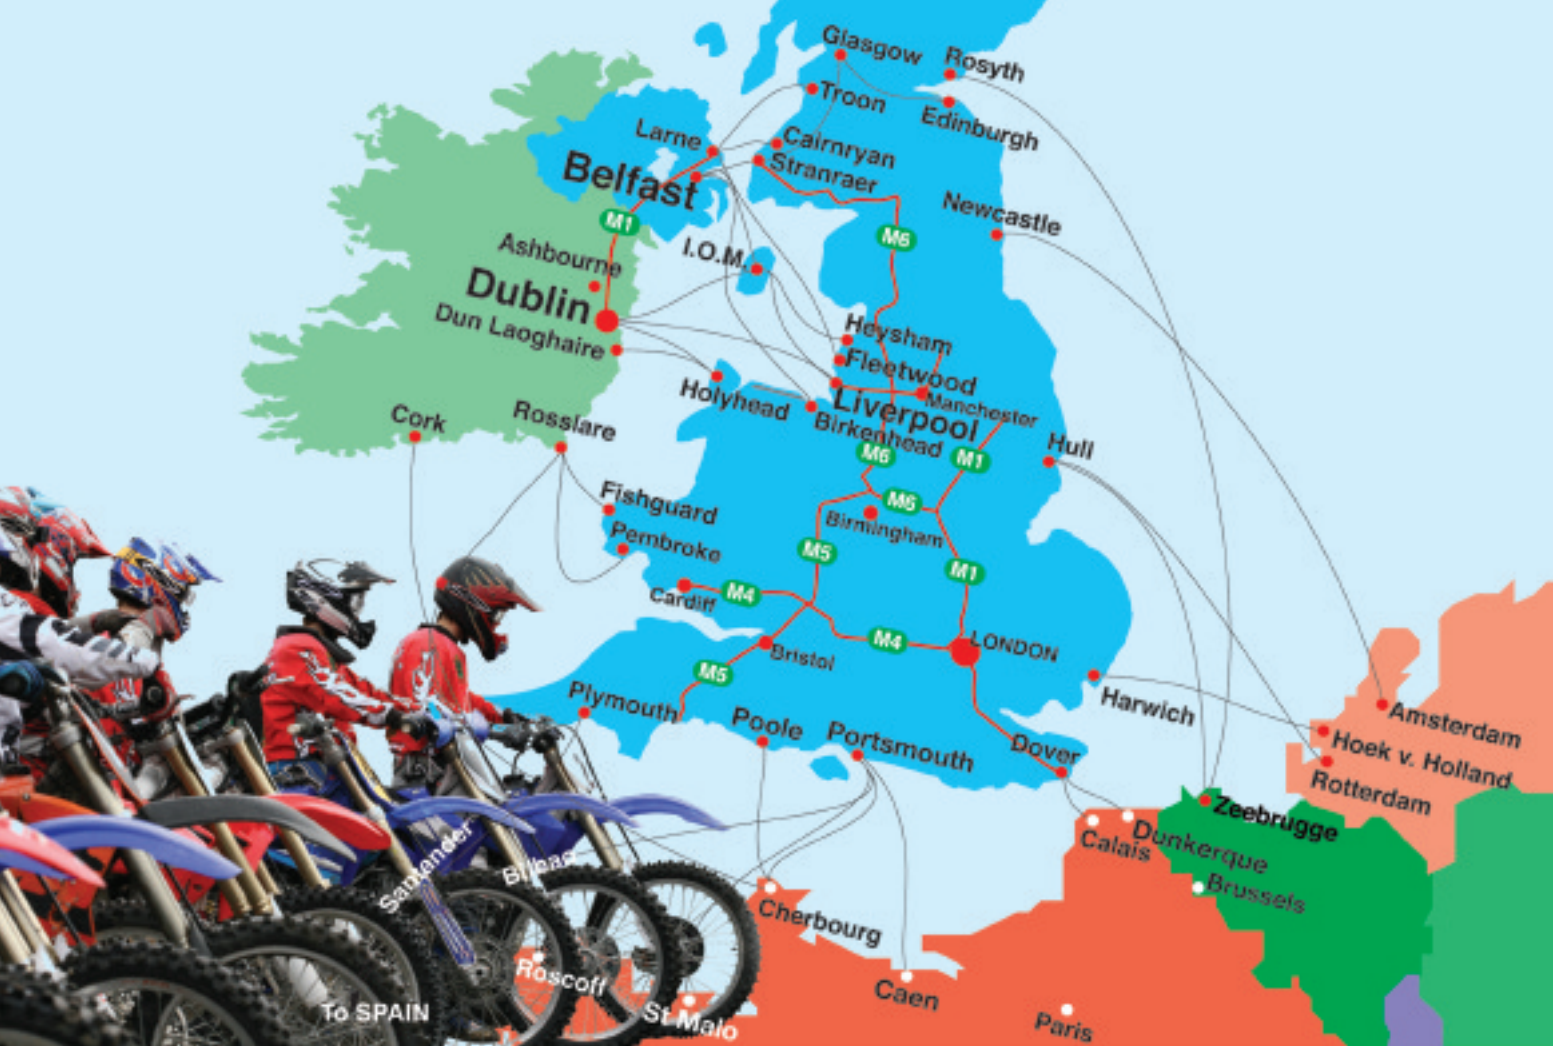 Glasgow
Rosyth
Troon
Edinburgh
Larne
Cairnryan
Belfast
Stranraer
M1
Newcastle
M6
I.O.M.
Ashbourne
Dublin
Dun Laoghaire
Heysham
Fleetwood
Holyhead
Liverpool
Manchester
Birkenhead
Cork
Rosslare
Hull
M6
M1
Fishguard
M6
Birmingham
Pembroke
M5
M1
Cardiff
M4
M4
LONDON
Bristol
M5
Harwich
Plymouth
Poole
Portsmouth
Dover
Amsterdam
Hoek v. Holland
Rotterdam
Zeebrugge
Dunkerque
Calais
Santander
Bilbao
Brussels
Cherbourg
Roscoff
Caen
To SPAIN
St Malo
Paris